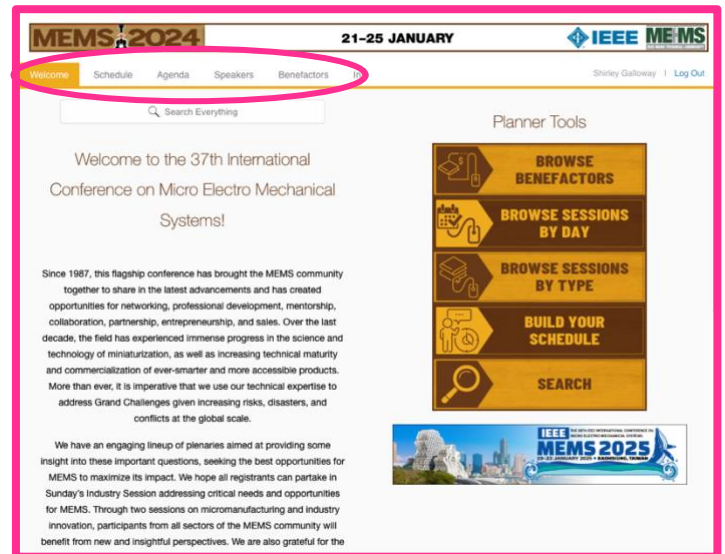 MEMS 2024
21–25 JANUARY
IEEE MEMS
Welcome Schedule Agenda Speakers Benefactors
Shirley Galloway | Log Out
Search Everything
Welcome to the 37th International
Conference on Micro Electro Mechanical
Systems!
Since 1987, this flagship conference has brought the MEMS community
together to share in the latest advancements and has created
opportunities for networking, professional development, mentorship,
collaboration, partnership, entrepreneurship, and sales. Over the last
decade, the field has experienced immense progress in the science and
technology of miniaturization, as well as increasing technical maturity
and commercialization of ever-smarter and more accessible products.
More than ever, it is imperative that we use our technical expertise to
address Grand Challenges given increasing risks, disasters, and
conflicts at the global scale.
We have an engaging lineup of plenaries aimed at providing some
insight into these important questions, seeking the best opportunities for
MEMS to maximize its impact. We hope all registrants can partake in
Sunday's Industry Session addressing critical needs and opportunities
for MEMS. Through two sessions on micromanufacturing and industry
innovation, participants from all sectors of the MEMS community will
benefit from new and insightful perspectives. We are also grateful for the
Planner Tools
BROWSE
BENEFACTORS
BROWSE SESSIONS
BY DAY
BROWSE SESSIONS
BY TYPE
BUILD YOUR
SCHEDULE
SEARCH
IEEE
MEMS 2025